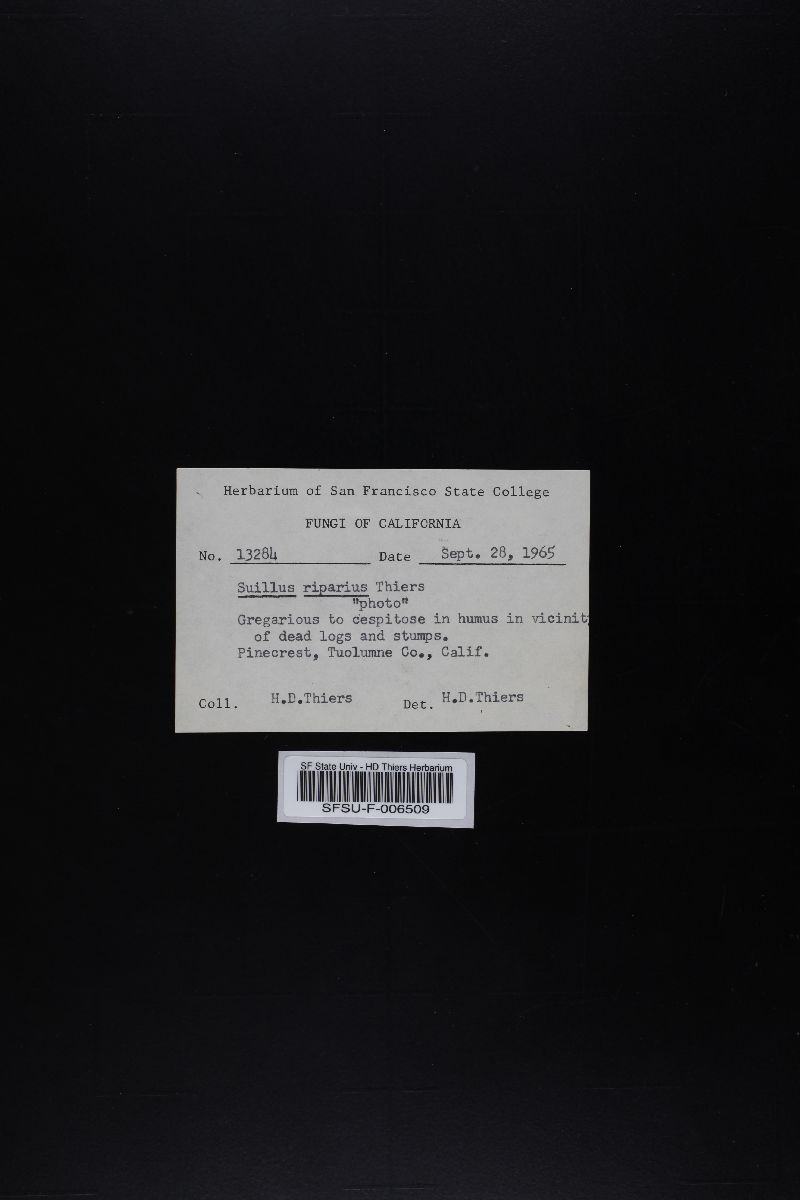 Herbarium of San Francisco State College
FUNGI OF CALIFORNIA
No. 13284 Date Sept. 28, 1965
Suillus riparius Thiers
"photo"
Gregarious to cespitose in humus in vicinity
of dead logs and stumps.
Pinecrest, Tuolumne Co., Calif.
Coll. H.D.Thiers Det. H.D.Thiers
SF State Univ - HD Thiers Herbarium
SFSU-F-006509